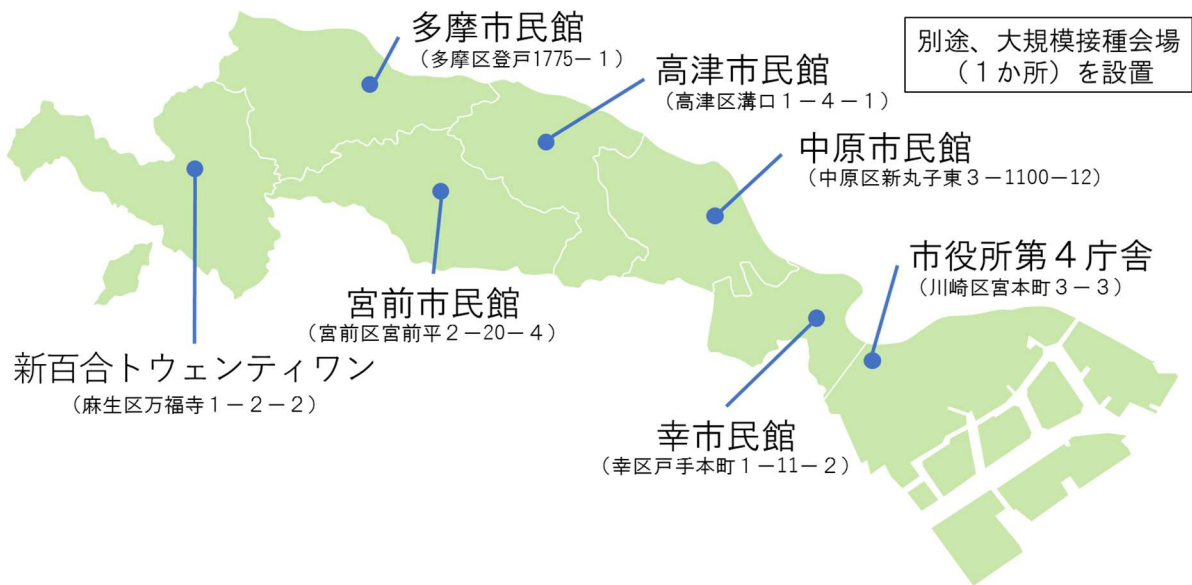 多摩市民館
（多摩区登戸1775－１）
別途、大規模接種会場
（１か所）を設置
高津市民館
（高津区溝口１－４－１）
中原市民館
（中原区新丸子東３－1100－12）
市役所第４庁舎
（川崎区宮本町３－３）
宮前市民館
（宮前区宮前平２－20－４）
新百合トウェンティワン
（麻生区万福寺１－２－２）
幸市民館
（幸区戸手本町１－11－２）